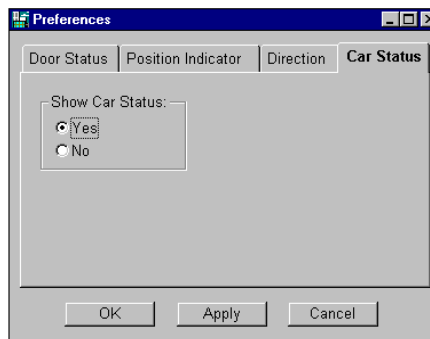 Preferences
Door Status Position Indicator Direction Car Status
Show Car Status:
Yes
No
OK Apply Cancel